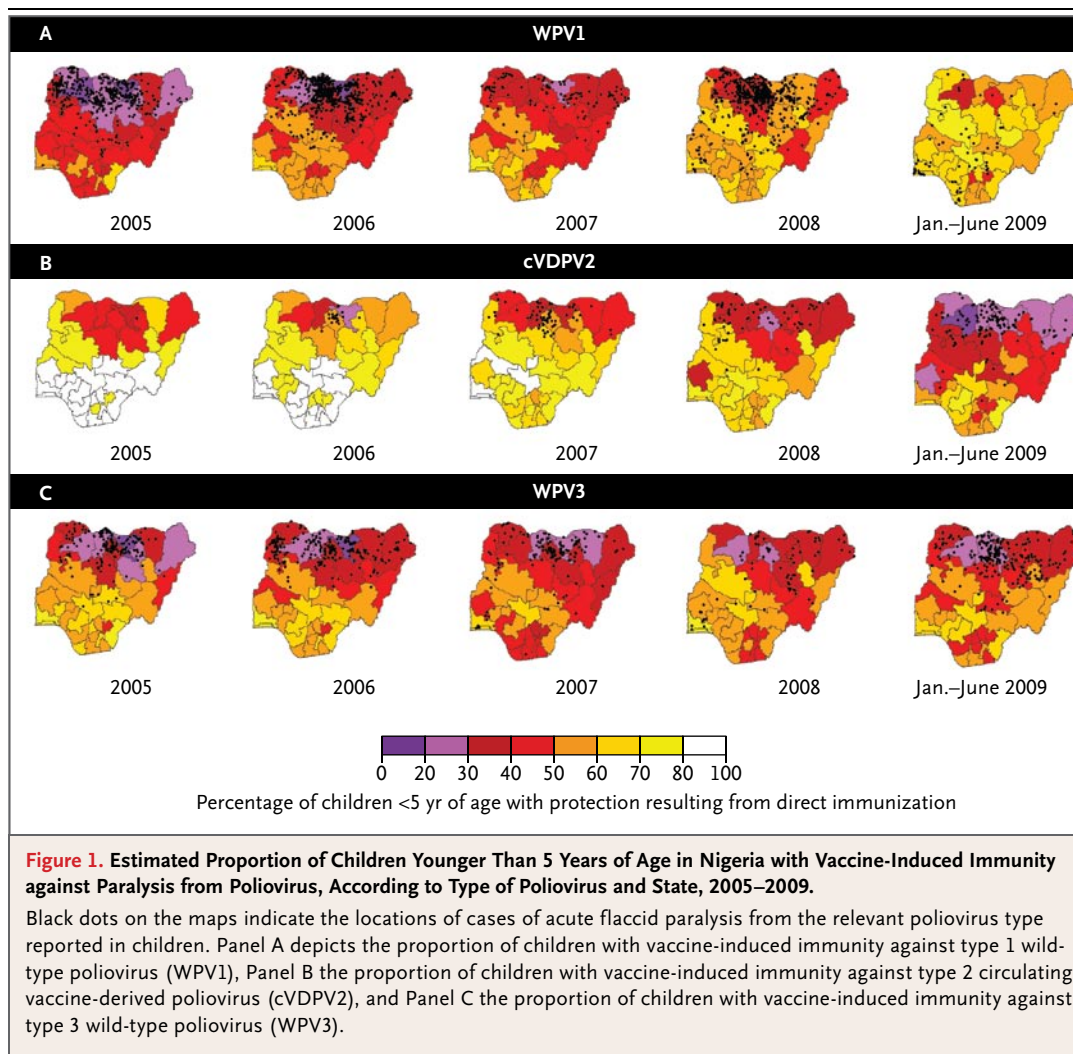 A WPV1
2005 2006 2007 2008 Jan.–June 2009
B cVDPV2
2005 2006 2007 2008 Jan.–June 2009
C WPV3
2005 2006 2007 2008 Jan.–June 2009
0 20 30 40 50 60 70 80 100
Percentage of children <5 yr of age with protection resulting from direct immunization
Figure 1. Estimated Proportion of Children Younger Than 5 Years of Age in Nigeria with Vaccine-Induced Immunity
against Paralysis from Poliovirus, According to Type of Poliovirus and State, 2005–2009.
Black dots on the maps indicate the locations of cases of acute flaccid paralysis from the relevant poliovirus type
reported in children. Panel A depicts the proportion of children with vaccine-induced immunity against type 1 wild-
type poliovirus (WPV1), Panel B the proportion of children with vaccine-induced immunity against type 2 circulating
vaccine-derived poliovirus (cVDPV2), and Panel C the proportion of children with vaccine-induced immunity against
type 3 wild-type poliovirus (WPV3).